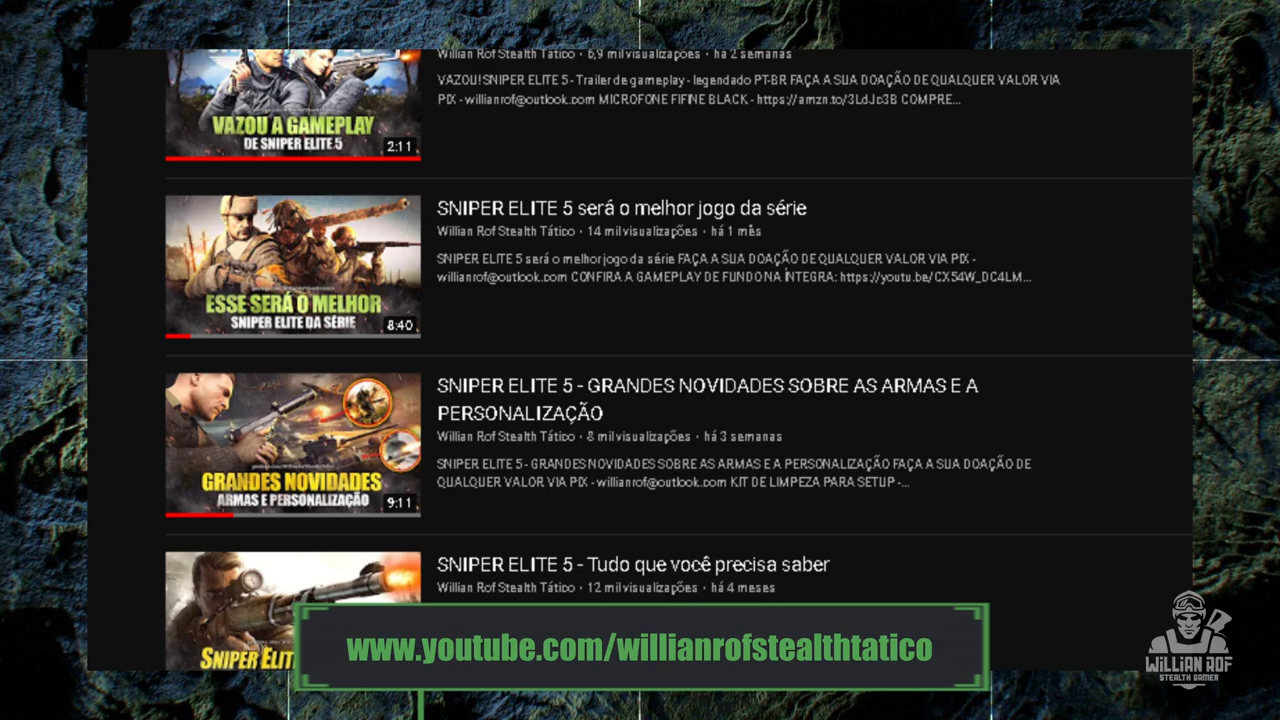 Willian Rof Stealth Tático • 6,9 mil visualizações • há 2 semanas
VAZOU! SNIPER ELITE 5 - Trailer de gameplay - legendado PT-BR FAÇA A SUA DOAÇÃO DE QUALQUER VALOR VIA
PIX - willianrof@outlook.com MICROFONE FIFINE BLACK - https://amzn.to/3LdJc3B COMPRE...
VAZOU A GAMEPLAY
DE SNIPER ELITE 5
2:11
SNIPER ELITE 5 será o melhor jogo da série
Willian Rof Stealth Tático • 14 mil visualizações • há 1 mês
SNIPER ELITE 5 será o melhor jogo da série FAÇA A SUA DOAÇÃO DE QUALQUER VALOR VIA PIX -
willianrof@outlook.com CONFIRA A GAMEPLAY DE FUNDO NA ÍNTEGRA: https://youtu.be/CX54W_DC4LM...
ESSE SERÁ O MELHOR
SNIPER ELITE DA SÉRIE
8:40
SNIPER ELITE 5 - GRANDES NOVIDADES SOBRE AS ARMAS E A
PERSONALIZAÇÃO
Willian Rof Stealth Tático • 8 mil visualizações • há 3 semanas
SNIPER ELITE 5 - GRANDES NOVIDADES SOBRE AS ARMAS E A PERSONALIZAÇÃO FAÇA A SUA DOAÇÃO DE
QUALQUER VALOR VIA PIX - willianrof@outlook.com KIT DE LIMPEZA PARA SETUP -...
GRANDES NOVIDADES
ARMAS E PERSONALIZAÇÃO
9:11
SNIPER ELITE 5 - Tudo que você precisa saber
Willian Rof Stealth Tático • 12 mil visualizações • há 4 meses
SNIPER ELIT
www.youtube.com/willianrofstealthtatico
WILLIAN ROF
STEALTH GAMER